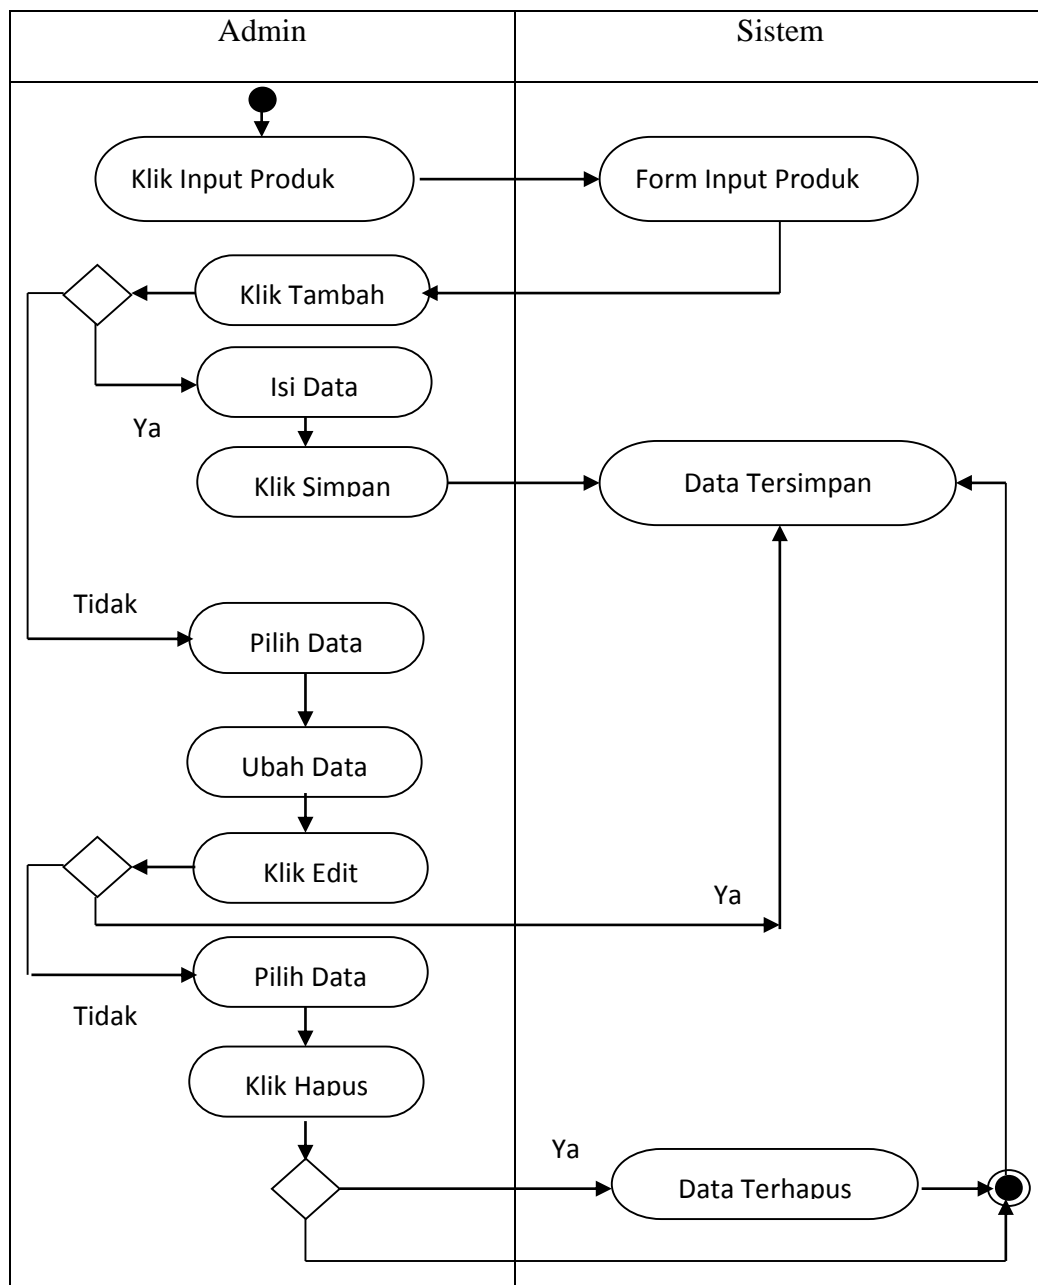 Admin
Sistem
Klik Input Produk
Form Input Produk
Klik Tambah
Isi Data
Ya
Klik Simpan
Data Tersimpan
Tidak
Pilih Data
Ubah Data
Klik Edit
Ya
Pilih Data
Tidak
Klik Hapus
Ya
Data Terhapus